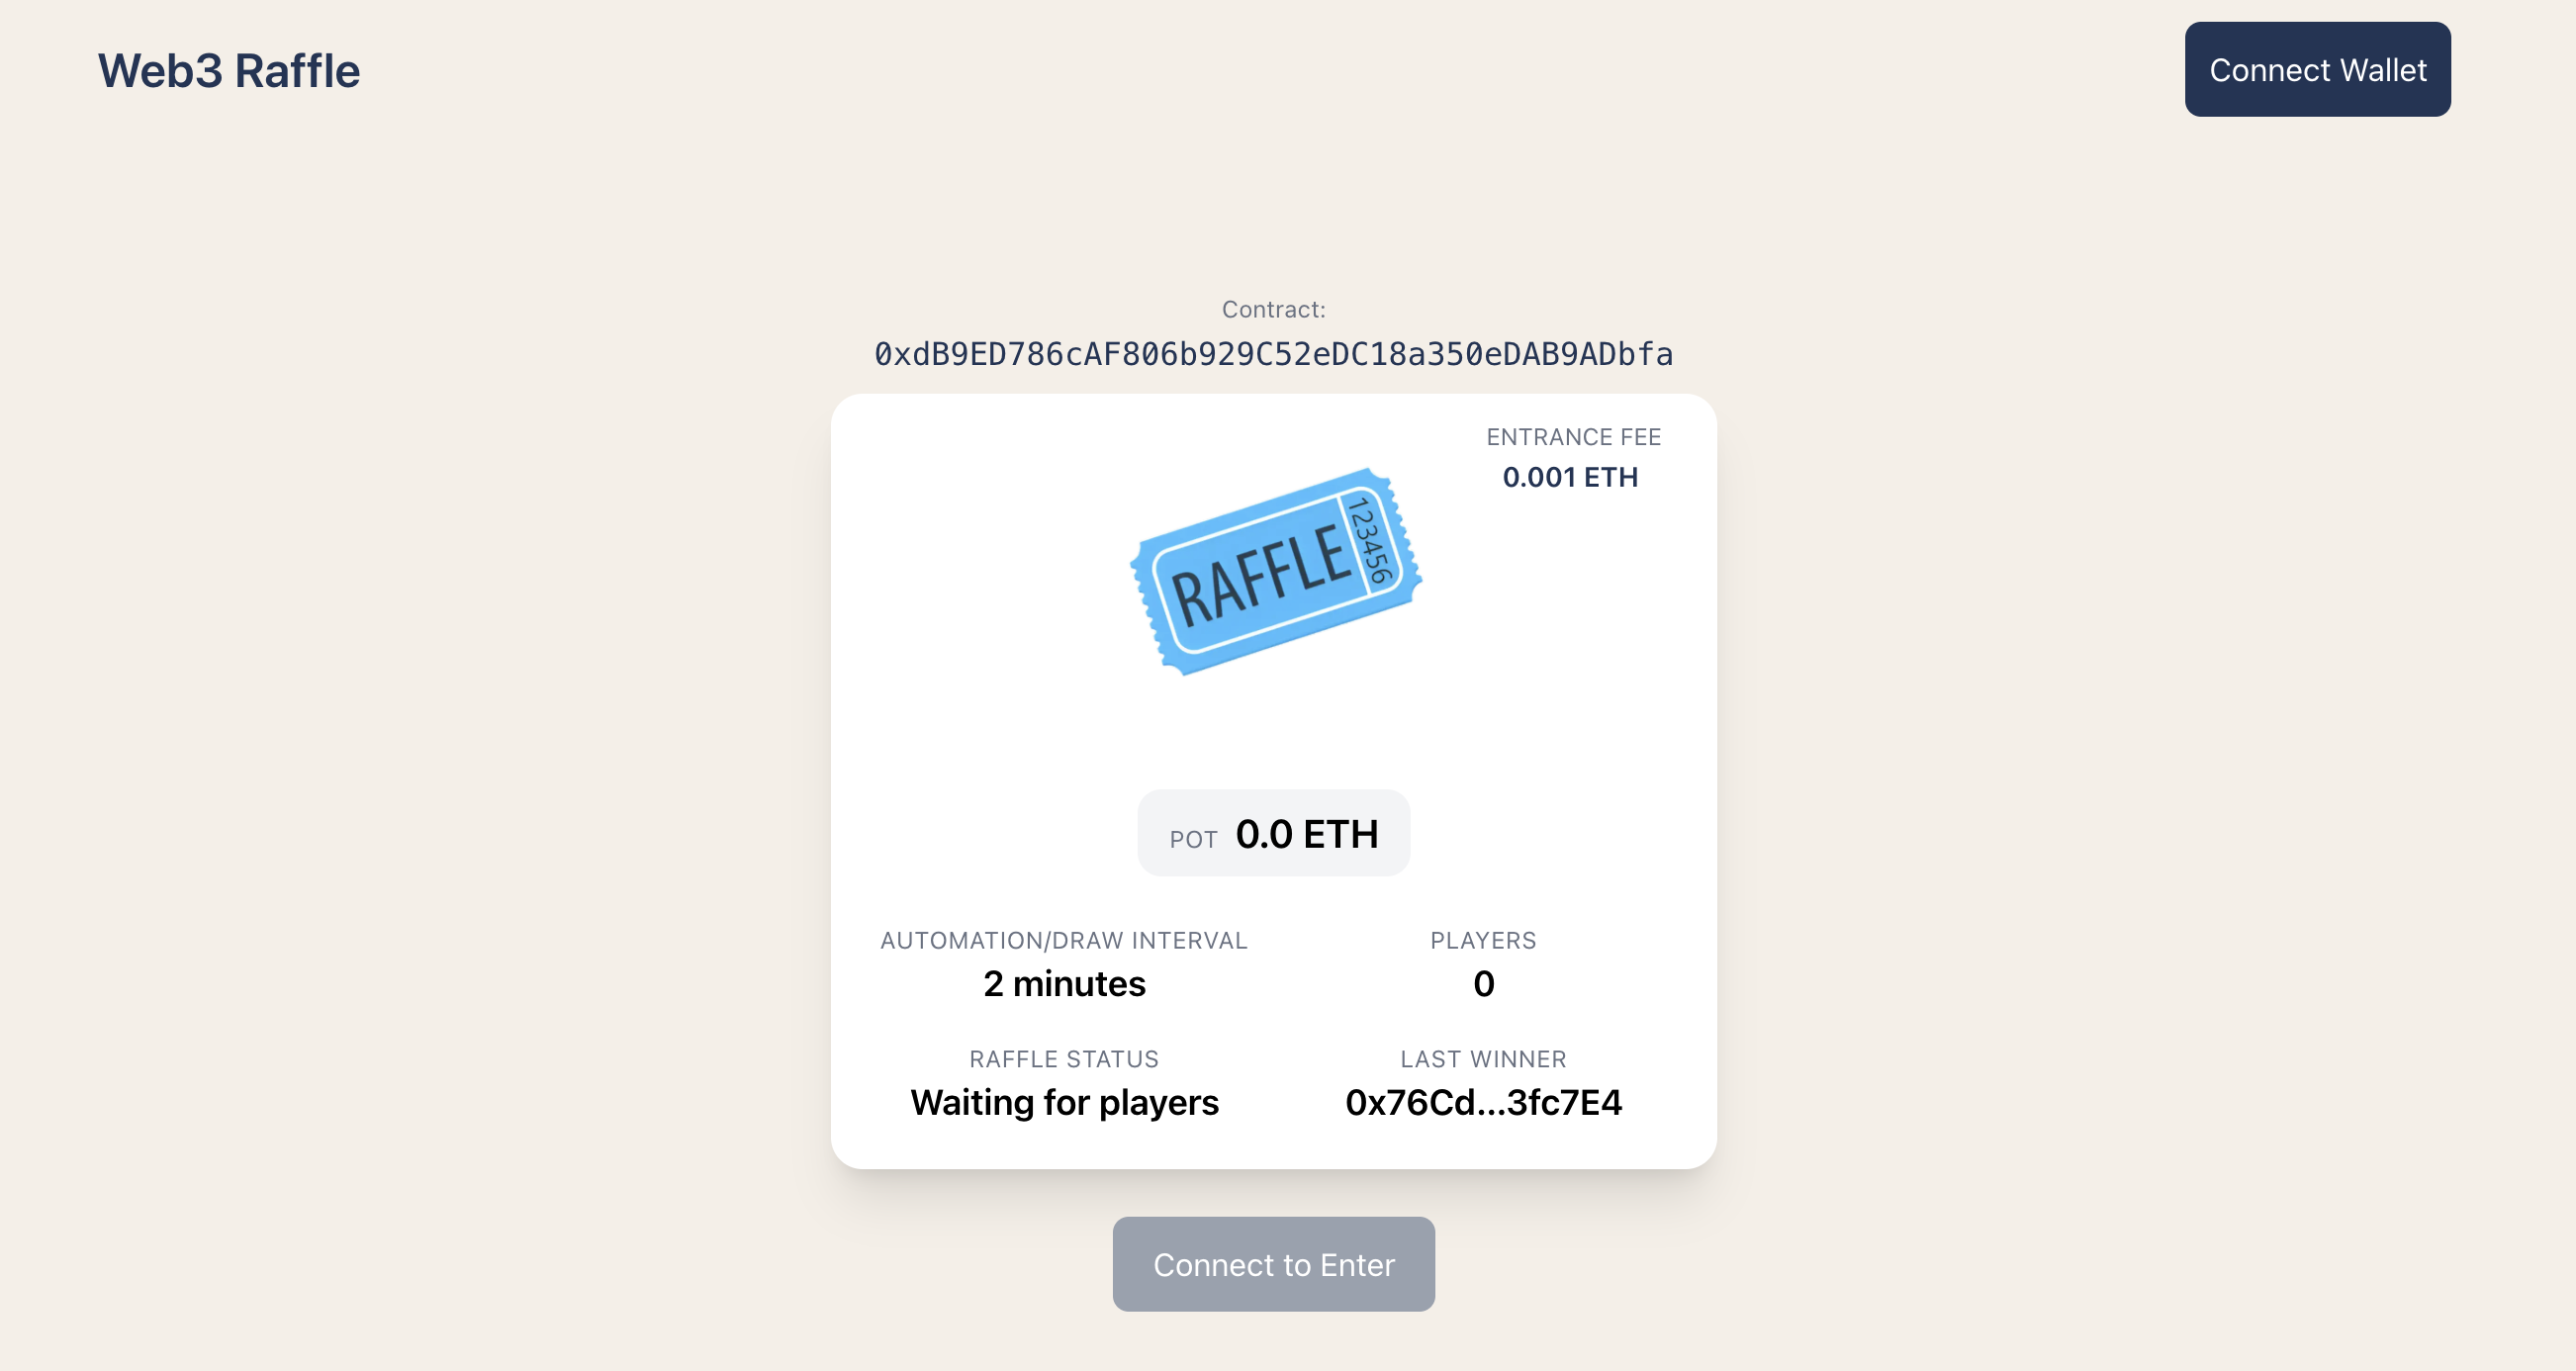 Web3 Raffle
Connect Wallet
Contract:
0xdB9ED786cAF806b929C52eDC18a350eDAB9ADbfa
ENTRANCE FEE
0.001 ETH
RAFFLE
123456
POT 0.0 ETH
AUTOMATION/DRAW INTERVAL
2 minutes
PLAYERS
0
RAFFLE STATUS
Waiting for players
LAST WINNER
0x76Cd...3fc7E4
Connect to Enter